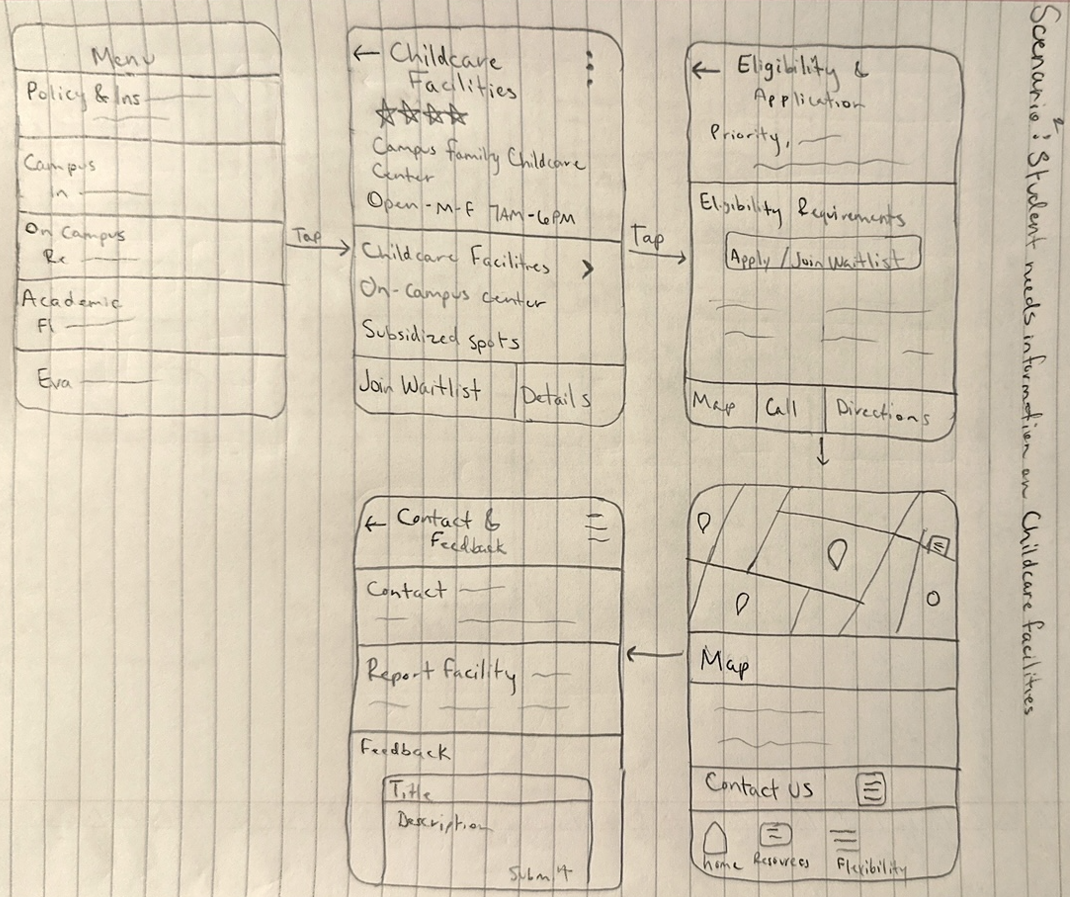 Scenario 2: Student needs information on Childcare facilities
Menu
Policy & Ins
Campus
In
On Campus
Re
Academic
Fl
Eva
Tap
← Childcare
Facilities
Campus family Childcare
Center
Open - M-F 7AM-6PM
Childcare Facilities >
On-campus center
Subsidized spots
Join Waitlist
Details
Tap
← Eligibility &
Application
Priority,
Eligibility Requirements
Apply / Join Waitlist
Map
Call
Directions
Map
Contact US
home
Resources
Flexibility
← Contact &
Feedback
Contact
Report Facility
Feedback
Title
Description
Submit